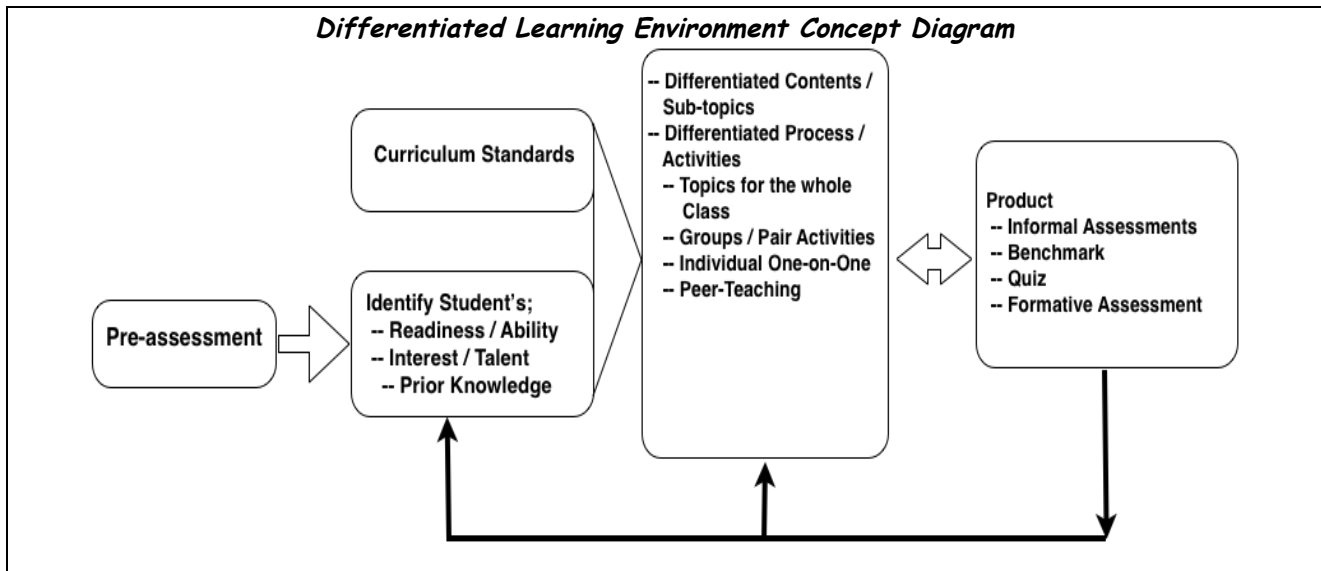 Differentiated Learning Environment Concept Diagram
Pre-assessment
Curriculum Standards
Identify Student's;
-- Readiness / Ability
-- Interest / Talent
-- Prior Knowledge
-- Differentiated Contents /
Sub-topics
-- Differentiated Process /
Activities
-- Topics for the whole
Class
-- Groups / Pair Activities
-- Individual One-on-One
-- Peer-Teaching
Product
-- Informal Assessments
-- Benchmark
-- Quiz
-- Formative Assessment